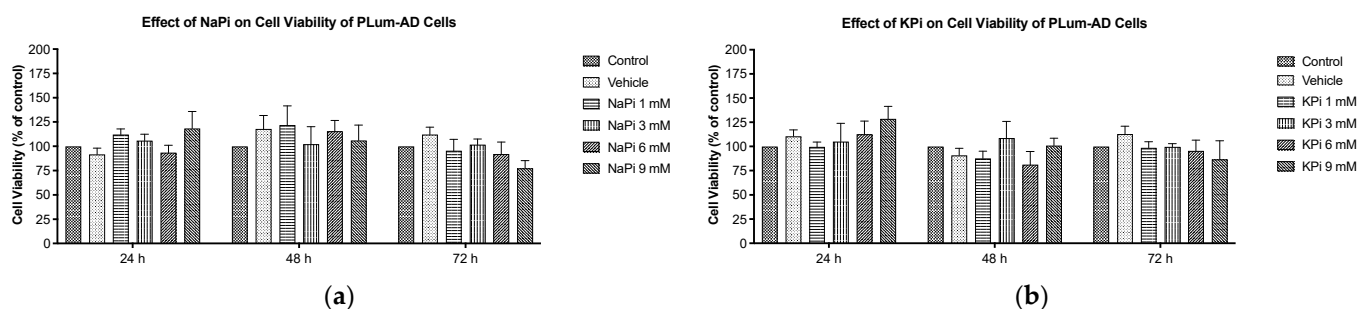 Effect of NaPi on Cell Viability of PLum-AD Cells
Cell Viability (% of control)
200
175
150
125
100
75
50
25
0
24 h
48 h
72 h
Control
Vehicle
NaPi 1 mM
NaPi 3 mM
NaPi 6 mM
NaPi 9 mM
(a)
Effect of KPi on Cell Viability of PLum-AD Cells
Cell Viability (% of control)
200
175
150
125
100
75
50
25
0
24 h
48 h
72 h
Control
Vehicle
KPi 1 mM
KPi 3 mM
KPi 6 mM
KPi 9 mM
(b)